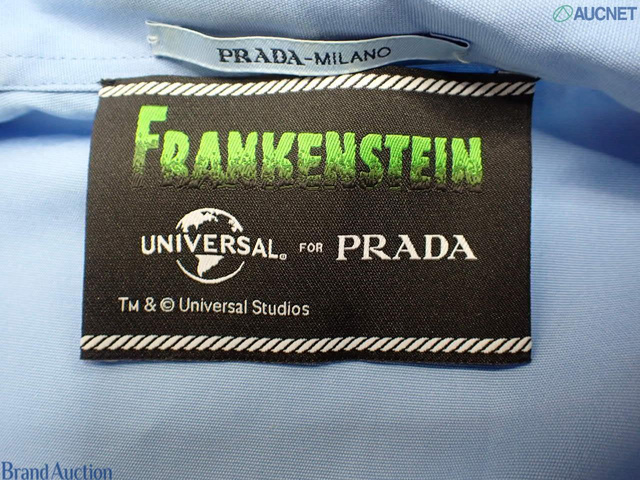 AUCNET
PRADA-MILANO
FRANKENSTEIN
UNIVERSAL® FOR PRADA
TM & © Universal Studios
Brand Auction